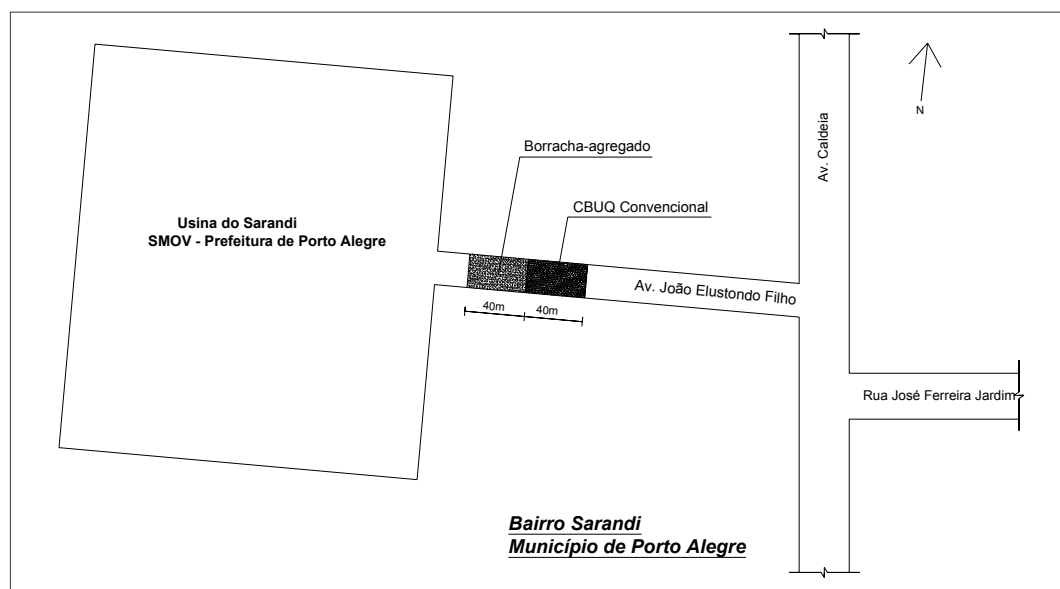 N
Av. Caldeia
Borracha-agregado
CBUQ Convencional
Usina do Sarandi
SMOV - Prefeitura de Porto Alegre
Av. João Elustondo Filho
40m
40m
Rua José Ferreira Jardim
Bairro Sarandi
Município de Porto Alegre